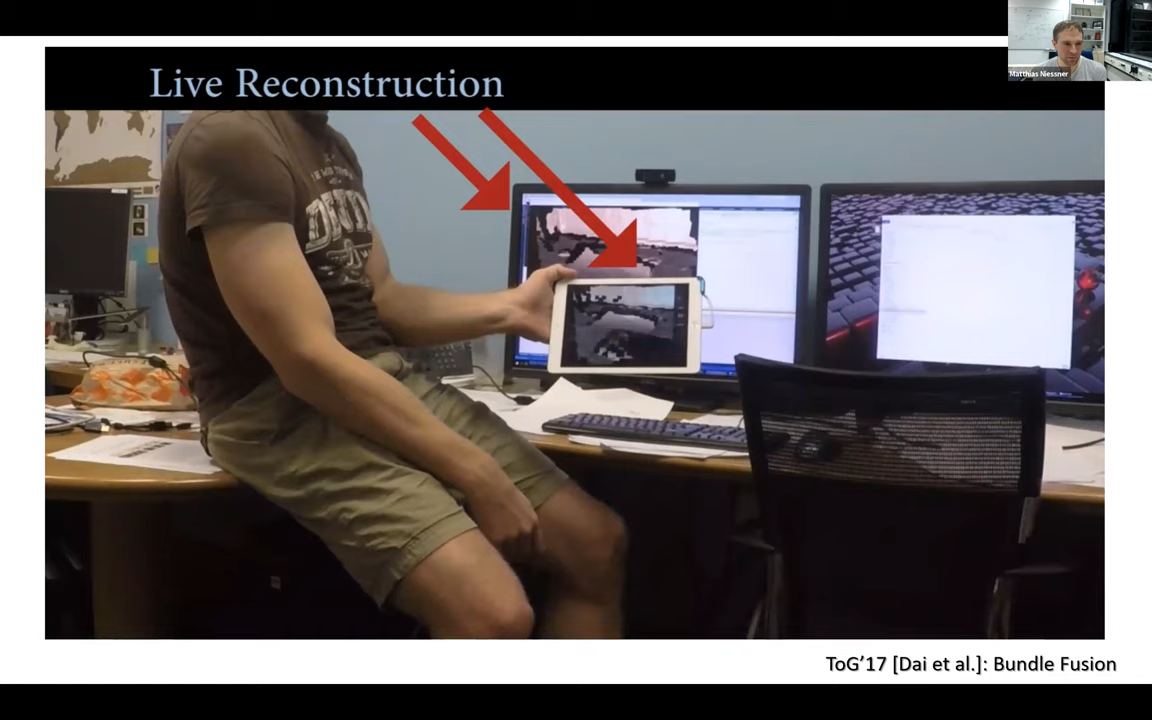 Matthias Niessner
Live Reconstruction
ToG’17 [Dai et al.]: Bundle Fusion